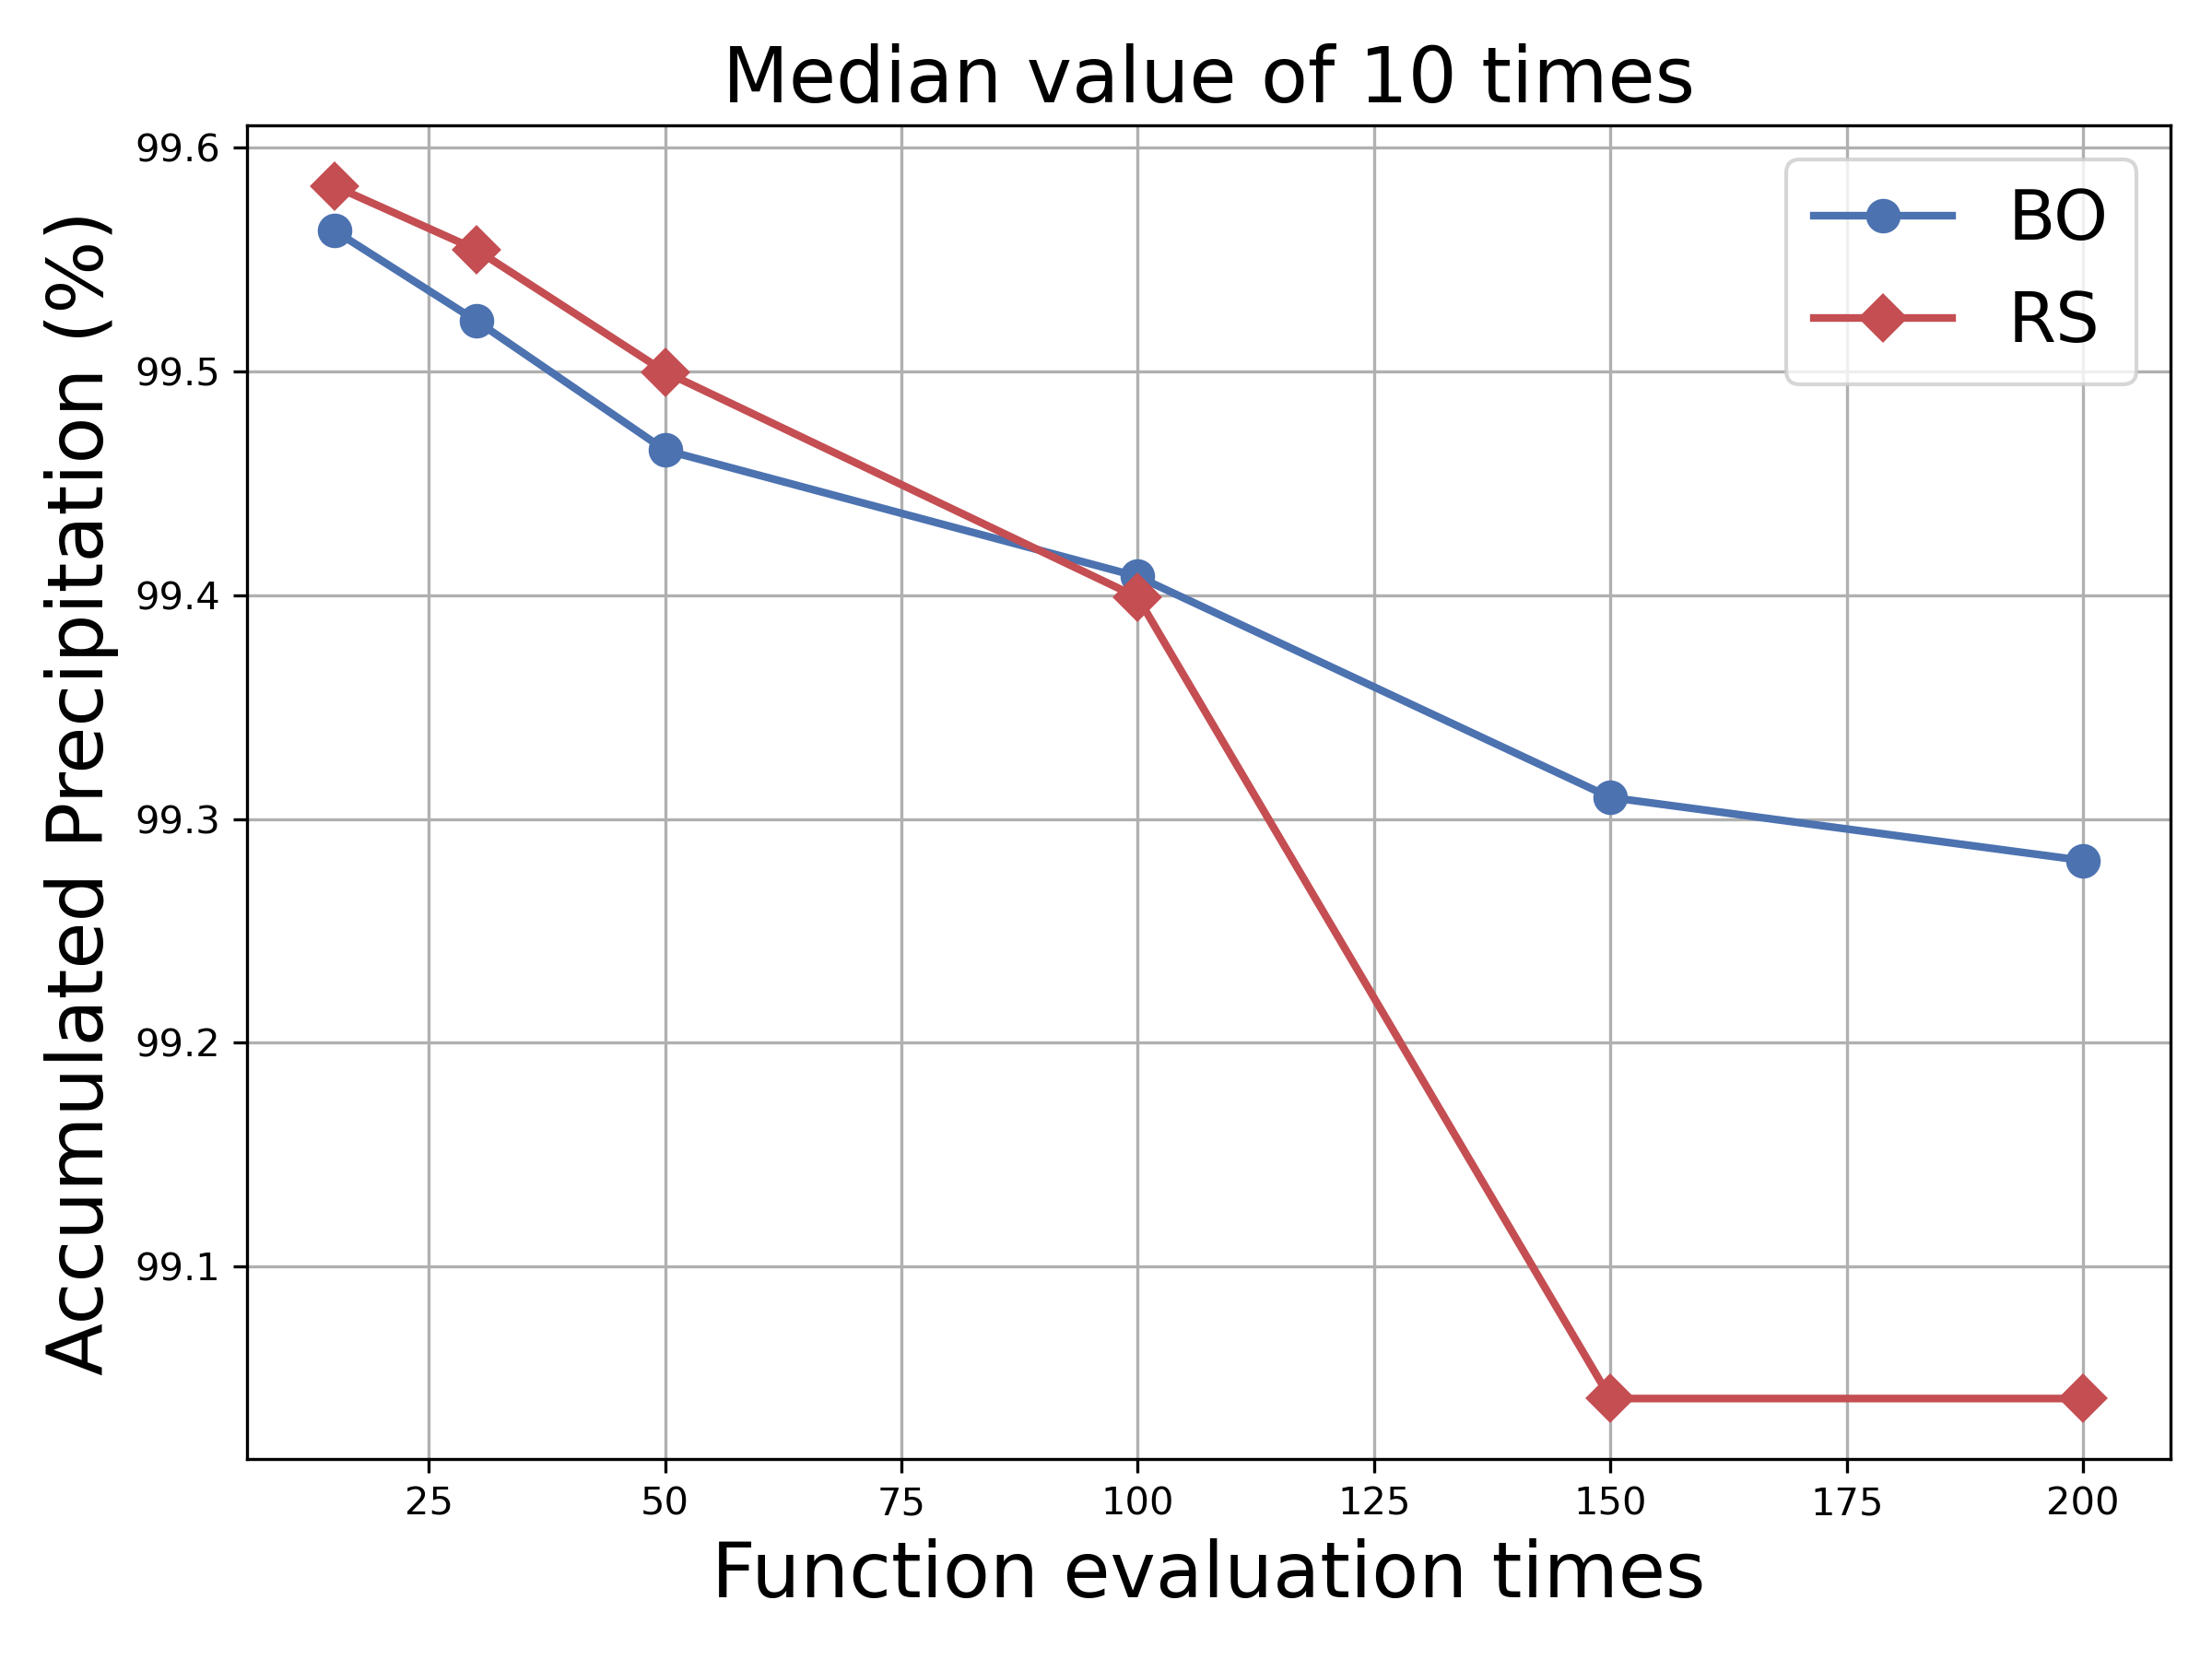 Median value of 10 times
BO
RS
Accumulated Precipitation (%)
99.6
99.5
99.4
99.3
99.2
99.1
25 50 75 100 125 150 175 200
Function evaluation times